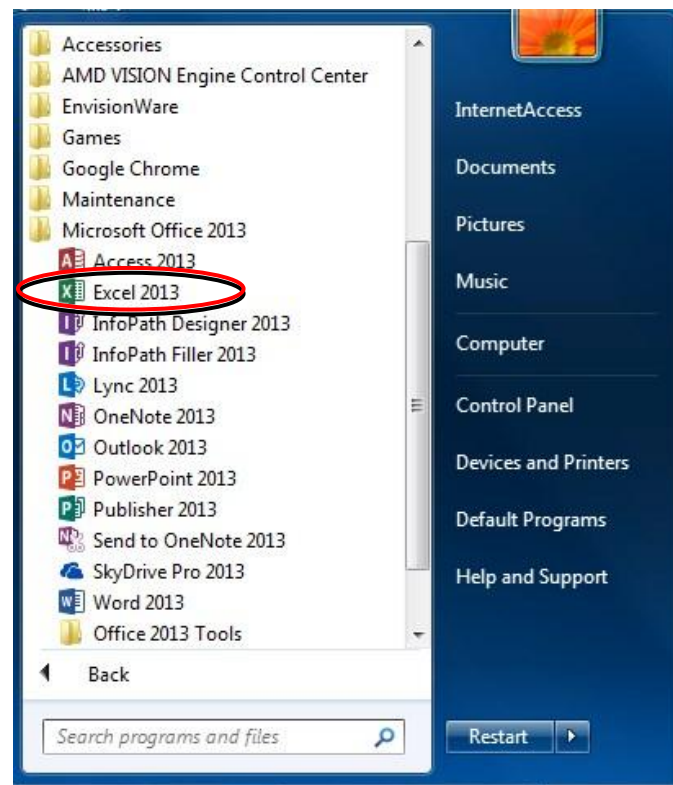 Accessories
AMD VISION Engine Control Center
EnvisionWare
Games
Google Chrome
Maintenance
Microsoft Office 2013
Access 2013
Excel 2013
InfoPath Designer 2013
InfoPath Filler 2013
Lync 2013
OneNote 2013
Outlook 2013
PowerPoint 2013
Publisher 2013
Send to OneNote 2013
SkyDrive Pro 2013
Word 2013
Office 2013 Tools
Back
Search programs and files
InternetAccess
Documents
Pictures
Music
Computer
Control Panel
Devices and Printers
Default Programs
Help and Support
Restart